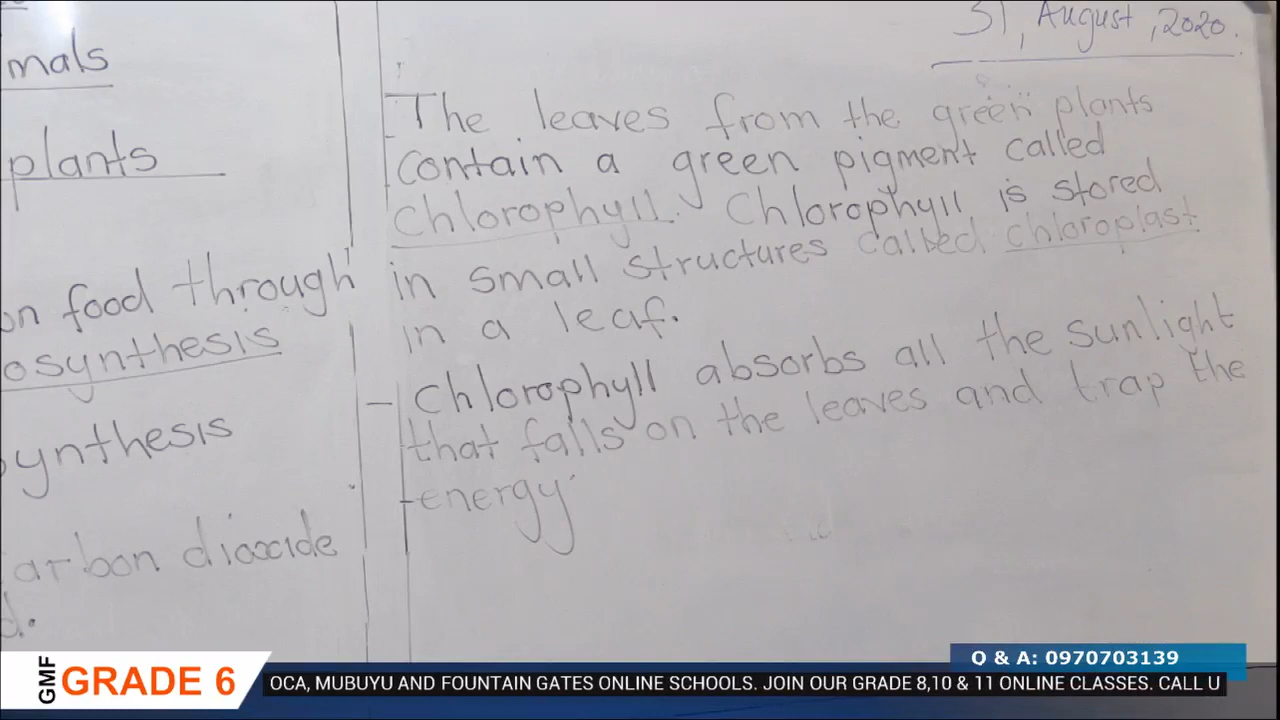 mals
plants
on food through
osynthesis
ynthesis
arbon dioxide
d.
31, August, 2020.
The leaves from the green plants
contain a green pigment called
Chlorophyll. Chlorophyll is stored
in small structures called chloroplast
in a leaf.
- Chlorophyll absorbs all the sunlight
that falls on the leaves and trap the
energy
Q & A: 0970703139
GMF GRADE 6
OCA, MUBUYU AND FOUNTAIN GATES ONLINE SCHOOLS. JOIN OUR GRADE 8,10 & 11 ONLINE CLASSES. CALL U